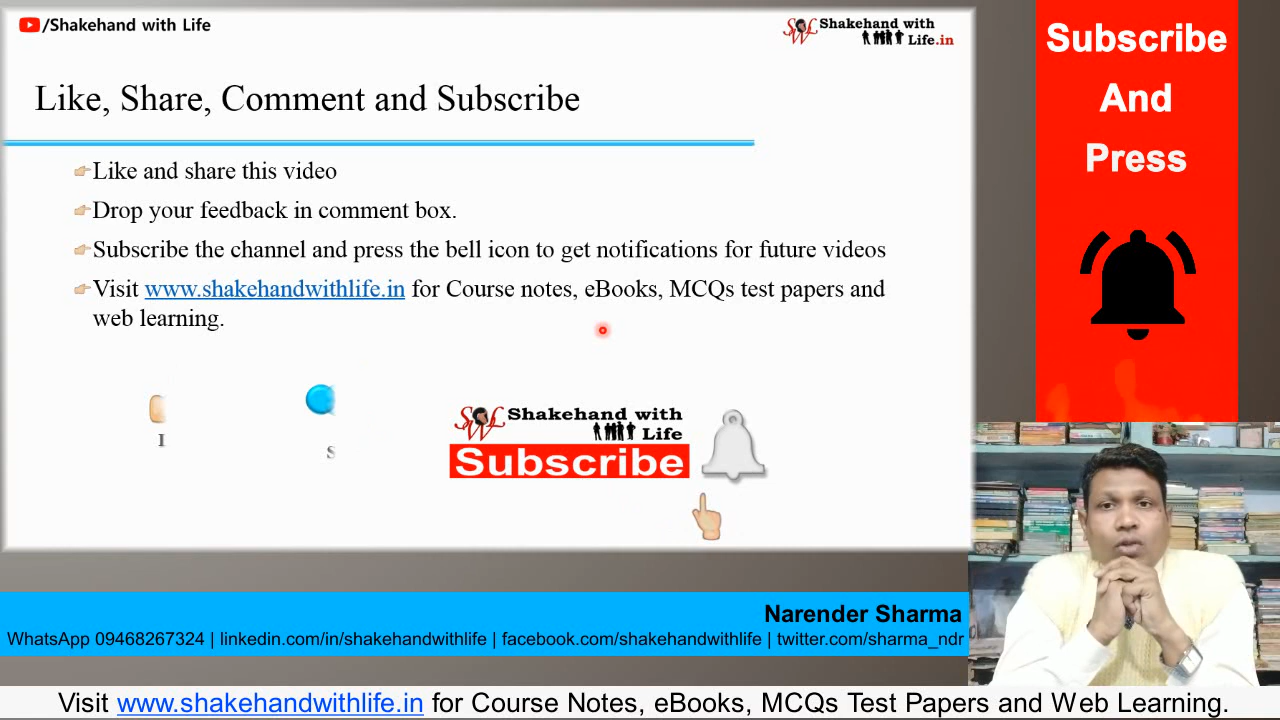 /Shakehand with Life
Shakehand with
Life.in
Like, Share, Comment and Subscribe
Like and share this video
Drop your feedback in comment box.
Subscribe the channel and press the bell icon to get notifications for future videos
Visit www.shakehandwithlife.in for Course notes, eBooks, MCQs test papers and
web learning.
S
Shakehand with
Life
Subscribe
Subscribe
And
Press
Narender Sharma
WhatsApp 09468267324 | linkedin.com/in/shakehandwithlife | facebook.com/shakehandwithlife | twitter.com/sharma_ndr
Visit www.shakehandwithlife.in for Course Notes, eBooks, MCQs Test Papers and Web Learning.